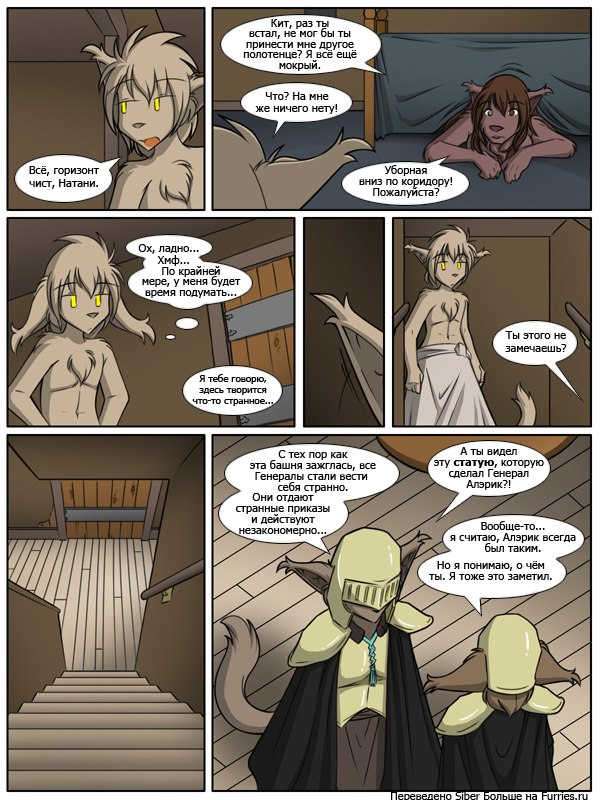 Всё, горизонт
чист, Натани.
Кит, раз ты
встал, не мог бы ты
принести мне другое
полотенце? Я всё ещё
мокрый.
Что? На мне
же ничего нету!
Уборная
вниз по коридору!
Пожалуйста?
Ох, ладно...
Хмф...
По крайней
мере, у меня будет
время подумать...
Я тебе говорю,
здесь творится
что-то странное...
Ты этого не
замечаешь?
С тех пор как
эта башня зажглась, все
Генералы стали вести
себя странно.
Они отдают
странные приказы
и действуют
незакономерно...
А ты видел
эту статую, которую
сделал Генерал
Алэрик?!
Вообще-то...
я считаю, Алэрик всегда
был таким.
Но я понимаю, о чём
ты. Я тоже это заметил.
Переведено Siber Больше на Furries.ru